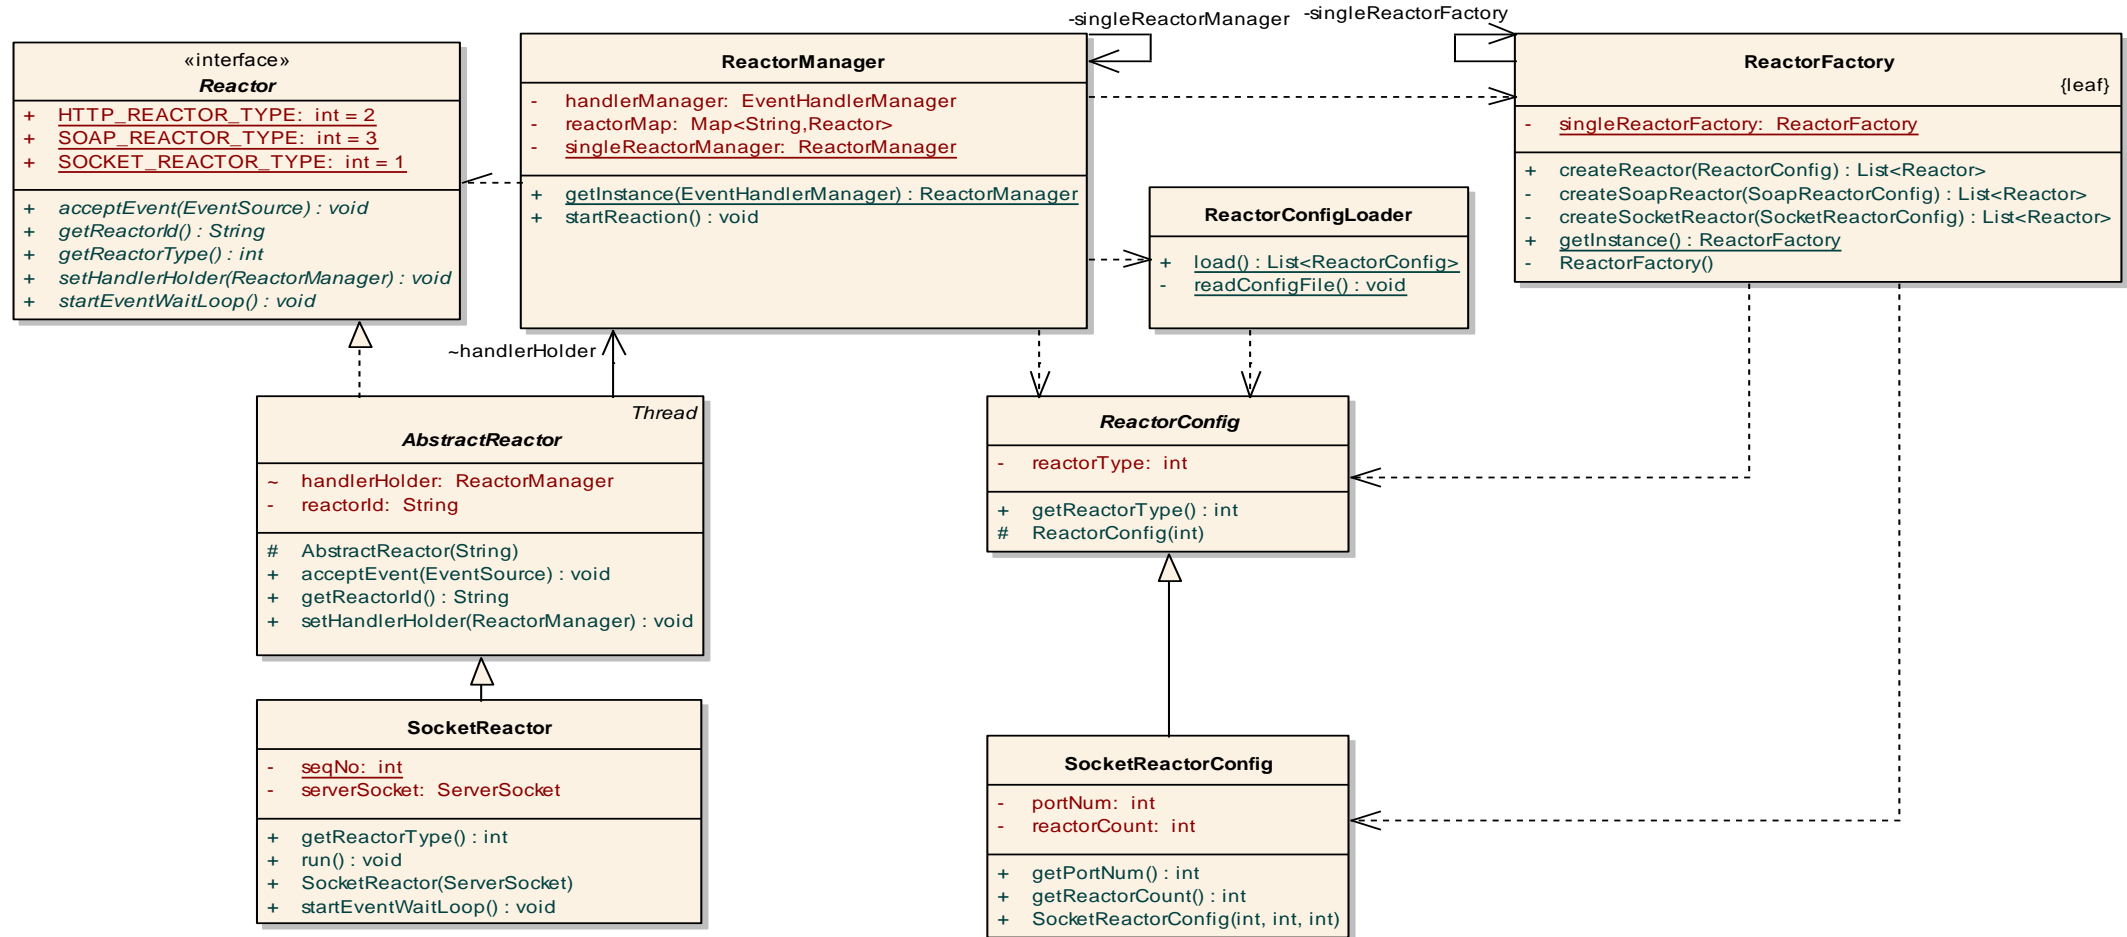 -singleReactorManager
-singleReactorFactory
«interface»
Reactor
+ HTTP_REACTOR_TYPE: int = 2
+ SOAP_REACTOR_TYPE: int = 3
+ SOCKET_REACTOR_TYPE: int = 1
+ acceptEvent(EventSource) : void
+ getReactorId() : String
+ getReactorType() : int
+ setHandlerHolder(ReactorManager) : void
+ startEventWaitLoop() : void
ReactorManager
- handlerManager: EventHandlerManager
- reactorMap: Map<String,Reactor>
- singleReactorManager: ReactorManager
+ getInstance(EventHandlerManager) : ReactorManager
+ startReaction() : void
ReactorConfigLoader
+ load() : List<ReactorConfig>
- readConfigFile() : void
ReactorFactory
{leaf}
- singleReactorFactory: ReactorFactory
+ createReactor(ReactorConfig) : List<Reactor>
- createSoapReactor(SoapReactorConfig) : List<Reactor>
- createSocketReactor(SocketReactorConfig) : List<Reactor>
+ getInstance() : ReactorFactory
- ReactorFactory()
~handlerHolder
Thread
AbstractReactor
~ handlerHolder: ReactorManager
- reactorId: String
# AbstractReactor(String)
+ acceptEvent(EventSource) : void
+ getReactorId() : String
+ setHandlerHolder(ReactorManager) : void
ReactorConfig
- reactorType: int
+ getReactorType() : int
# ReactorConfig(int)
SocketReactor
- seqNo: int
- serverSocket: ServerSocket
+ getReactorType() : int
+ run() : void
+ SocketReactor(ServerSocket)
+ startEventWaitLoop() : void
SocketReactorConfig
- portNum: int
- reactorCount: int
+ getPortNum() : int
+ getReactorCount() : int
+ SocketReactorConfig(int, int, int)